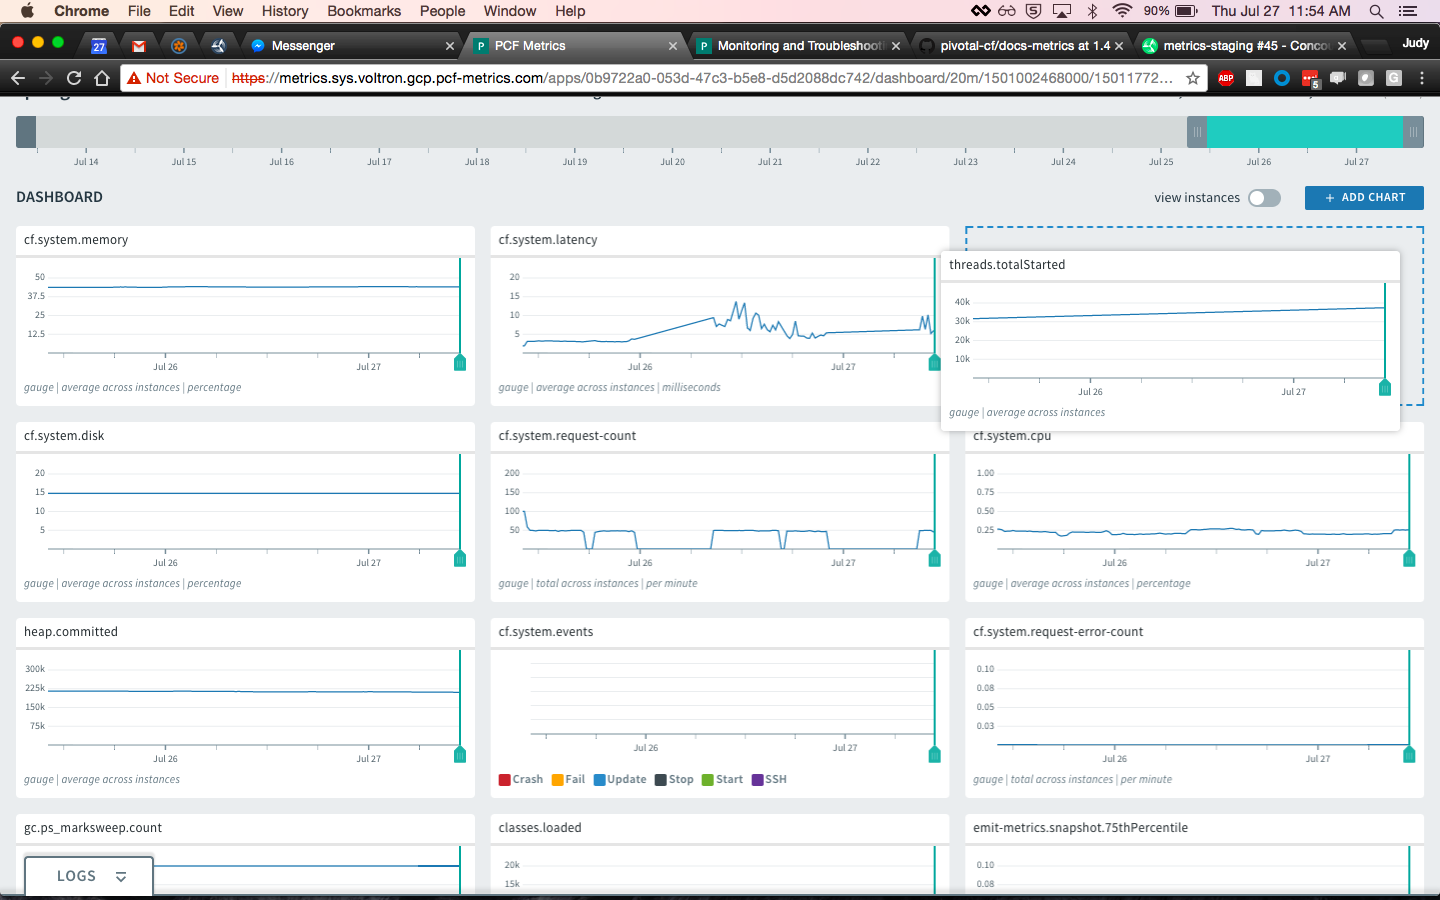 Chrome File Edit View History Bookmarks People Window Help 90% Thu Jul 27 11:54 AM
27 Messenger PCF Metrics Monitoring and Troubleshooti pivotal-cf/docs-metrics at 1.4 metrics-staging #45 - Concou Judy
Not Secure https://metrics.sys.voltron.gcp.pcf-metrics.com/apps/0b9722a0-053d-47c3-b5e8-d5d2088dc742/dashboard/20m/1501002468000/15011772... ABP 5 G
Jul 14 Jul 15 Jul 16 Jul 17 Jul 18 Jul 19 Jul 20 Jul 21 Jul 22 Jul 23 Jul 24 Jul 25 Jul 26 Jul 27
DASHBOARD view instances + ADD CHART
cf.system.memory
50
37.5
25
12.5
Jul 26 Jul 27
gauge | average across instances | percentage
cf.system.latency
20
15
10
5
Jul 26 Jul 27
gauge | average across instances | milliseconds
threads.totalStarted
40k
30k
20k
10k
Jul 26 Jul 27
gauge | average across instances
cf.system.disk
20
15
10
5
Jul 26 Jul 27
gauge | average across instances | percentage
cf.system.request-count
200
150
100
50
Jul 26 Jul 27
gauge | total across instances | per minute
cf.system.cpu
1.00
0.75
0.50
0.25
Jul 26 Jul 27
gauge | average across instances | percentage
heap.committed
300k
225k
150k
75k
Jul 26 Jul 27
gauge | average across instances
cf.system.events
Jul 26 Jul 27
Crash Fail Update Stop Start SSH
cf.system.request-error-count
0.10
0.08
0.05
0.03
Jul 26 Jul 27
gauge | total across instances | per minute
gc.ps_marksweep.count
LOGS
classes.loaded
20k
15k
emit-metrics.snapshot.75thPercentile
0.10
0.08